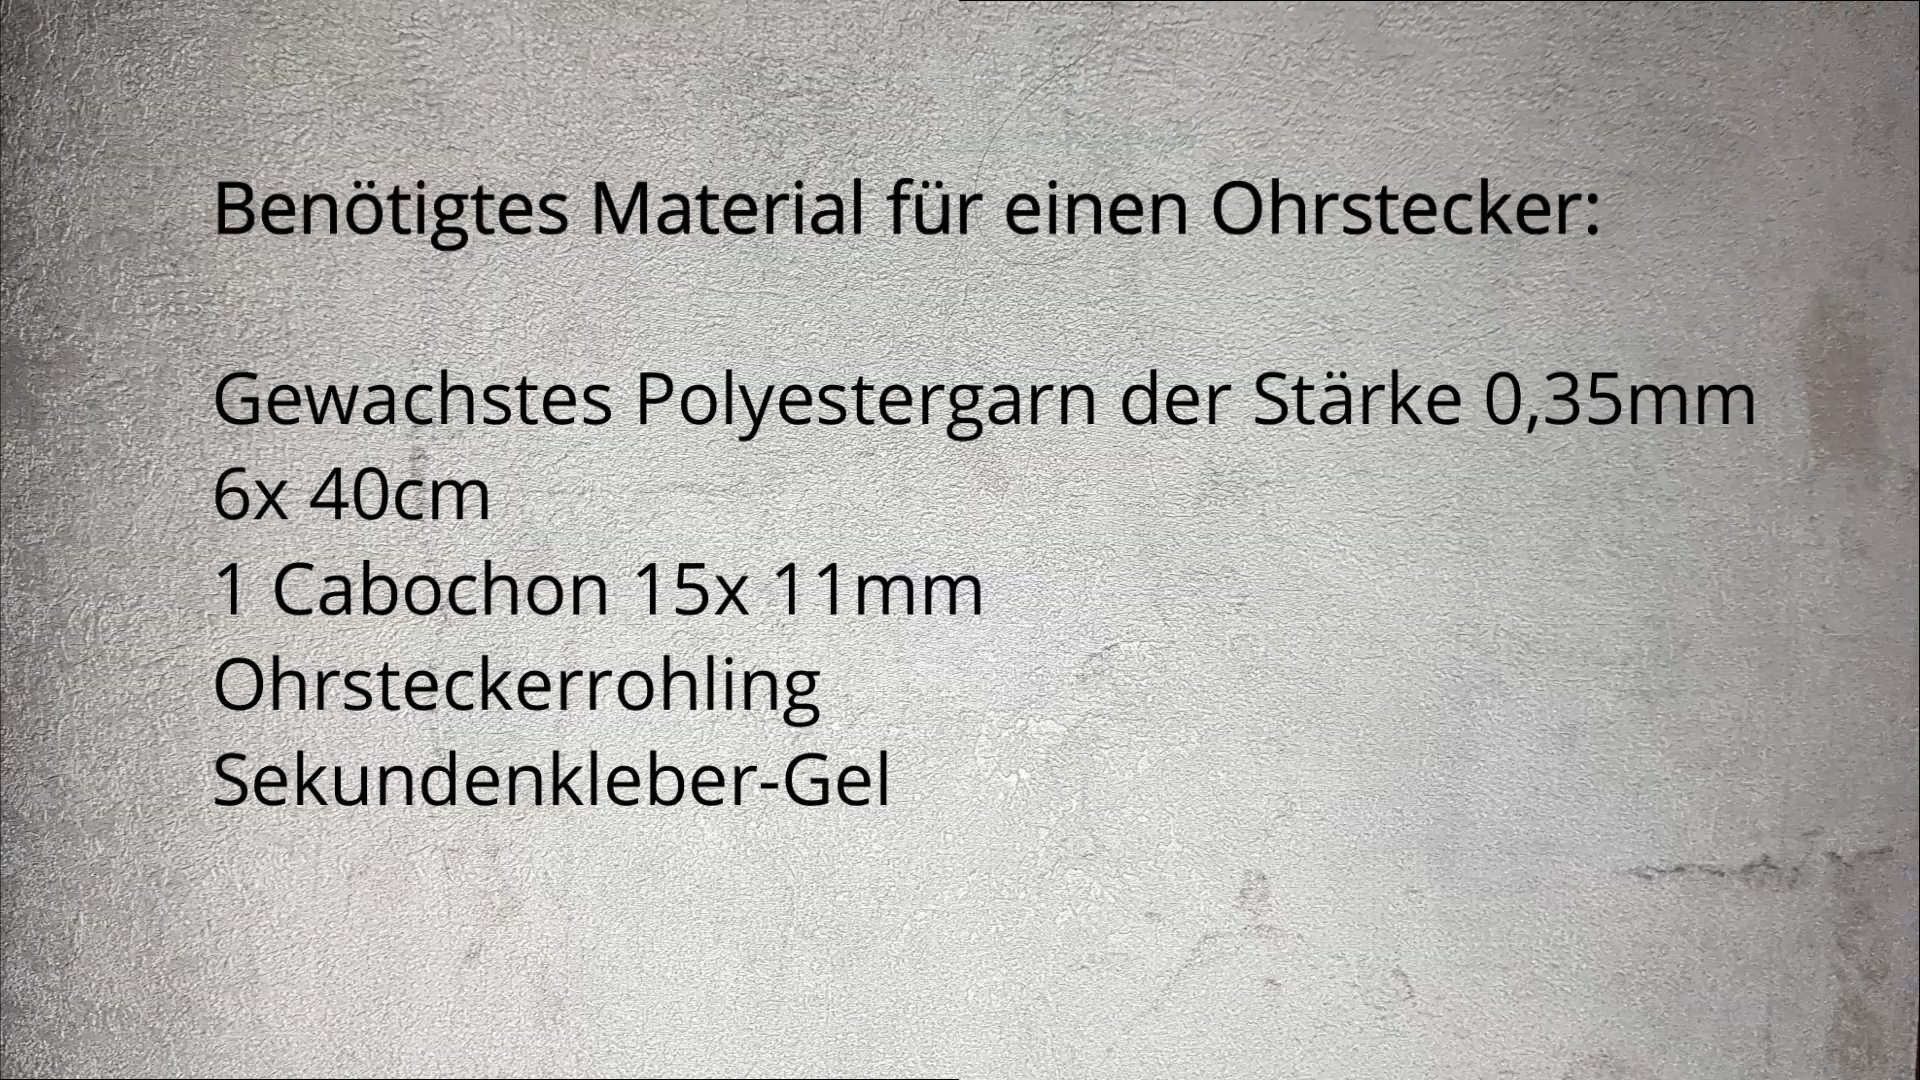 Benötigtes Material für einen Ohrstecker:
Gewachstes Polyestergarn der Stärke 0,35mm
6x 40cm
1 Cabochon 15x 11mm
Ohrsteckerrohling
Sekundenkleber-Gel